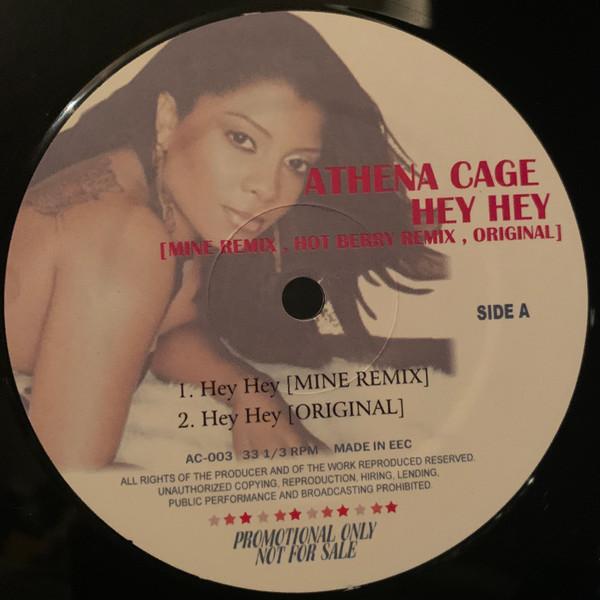 ATHENA CAGE
HEY HEY
[MINE REMIX , HOT BERRY REMIX , ORIGINAL]
SIDE A
1. Hey Hey [MINE REMIX]
2. Hey Hey [ORIGINAL]
AC-003 33 1/3 RPM MADE IN EEC
ALL RIGHTS OF THE PRODUCER AND OF THE WORK REPRODUCED RESERVED.
UNAUTHORIZED COPYING, REPRODUCTION, HIRING, LENDING,
PUBLIC PERFORMANCE AND BROADCASTING PROHIBITED.
PROMOTIONAL ONLY
NOT FOR SALE